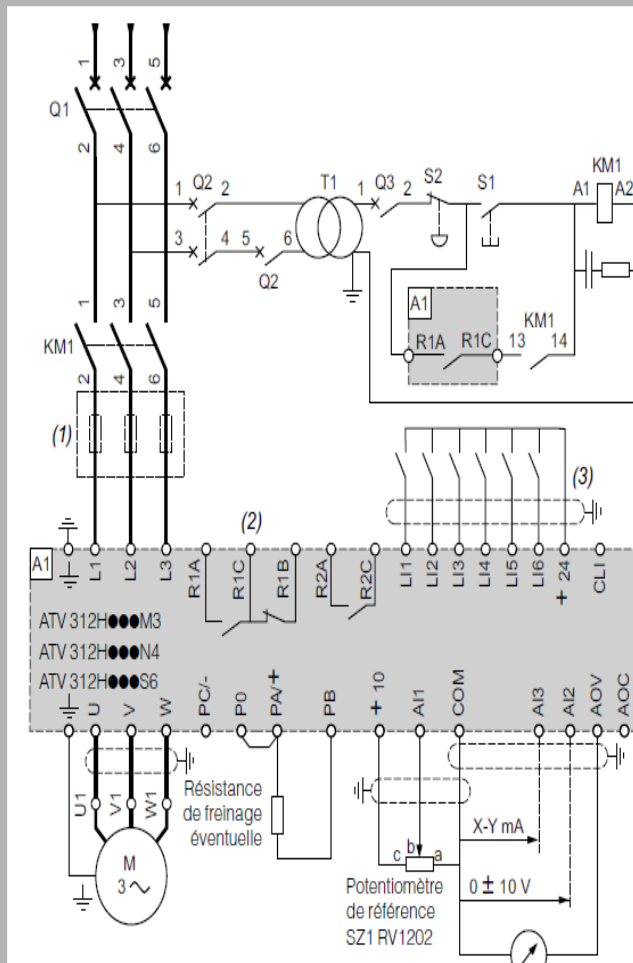 1 3 5
Q1
2 4 6
1 Q2 2 T1 1 Q3 2 S2 S1 A1 KM1 A2
3 4 5 6
Q2
1 3 5
A1
KM1
R1A R1C 13 14
KM1
2 4 6
(1)
(3)
(2)
A1
L1 L2 L3 R1A R1C R1B R2A R2C LI1 LI2 LI3 LI4 LI5 LI6 + 24 CLI
ATV 312H●●●M3
ATV 312H●●●N4
ATV 312H●●●S6
U V W PC/- P0 PA/+ PB + 10 AI1 COM AI3 AI2 AOV AOC
U1 V1 W1
Résistance
de freinage
éventuelle
M
3
c b a
X-Y mA
0 ± 10 V
Potentiomètre
de référence
SZ1 RV1202